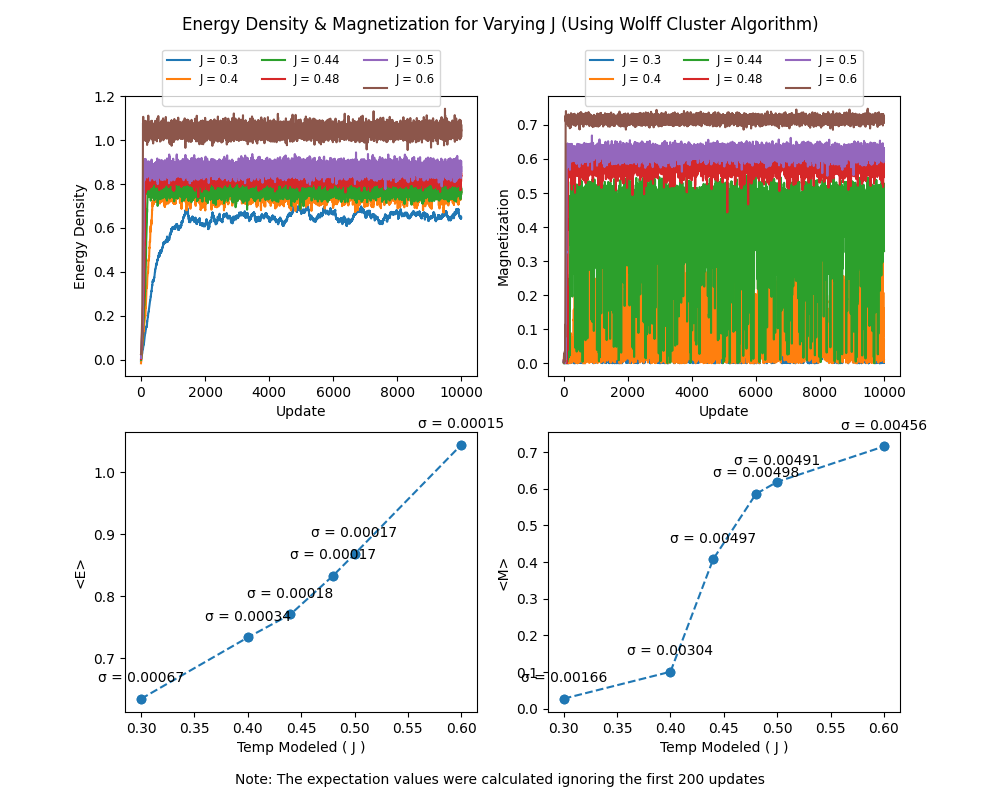 Energy Density & Magnetization for Varying J (Using Wolff Cluster Algorithm)
J = 0.3 J = 0.44 J = 0.5
J = 0.4 J = 0.48 J = 0.6
1.2
1.0
0.8
0.6
0.4
0.2
0.0
Energy Density
0 2000 4000 6000 8000 10000
Update
J = 0.3 J = 0.44 J = 0.5
J = 0.4 J = 0.48 J = 0.6
0.7
0.6
0.5
0.4
0.3
0.2
0.1
0.0
Magnetization
0 2000 4000 6000 8000 10000
Update
σ = 0.00015
σ = 0.00017
σ = 0.00017
σ = 0.00018
σ = 0.00034
σ = 0.00067
1.0
0.9
0.8
0.7
<E>
0.30 0.35 0.40 0.45 0.50 0.55 0.60
Temp Modeled ( J )
σ = 0.00456
σ = 0.00491
σ = 0.00498
σ = 0.00497
σ = 0.00304
σ = 0.00166
0.7
0.6
0.5
0.4
0.3
0.2
0.1
0.0
<M>
0.30 0.35 0.40 0.45 0.50 0.55 0.60
Temp Modeled ( J )
Note: The expectation values were calculated ignoring the first 200 updates